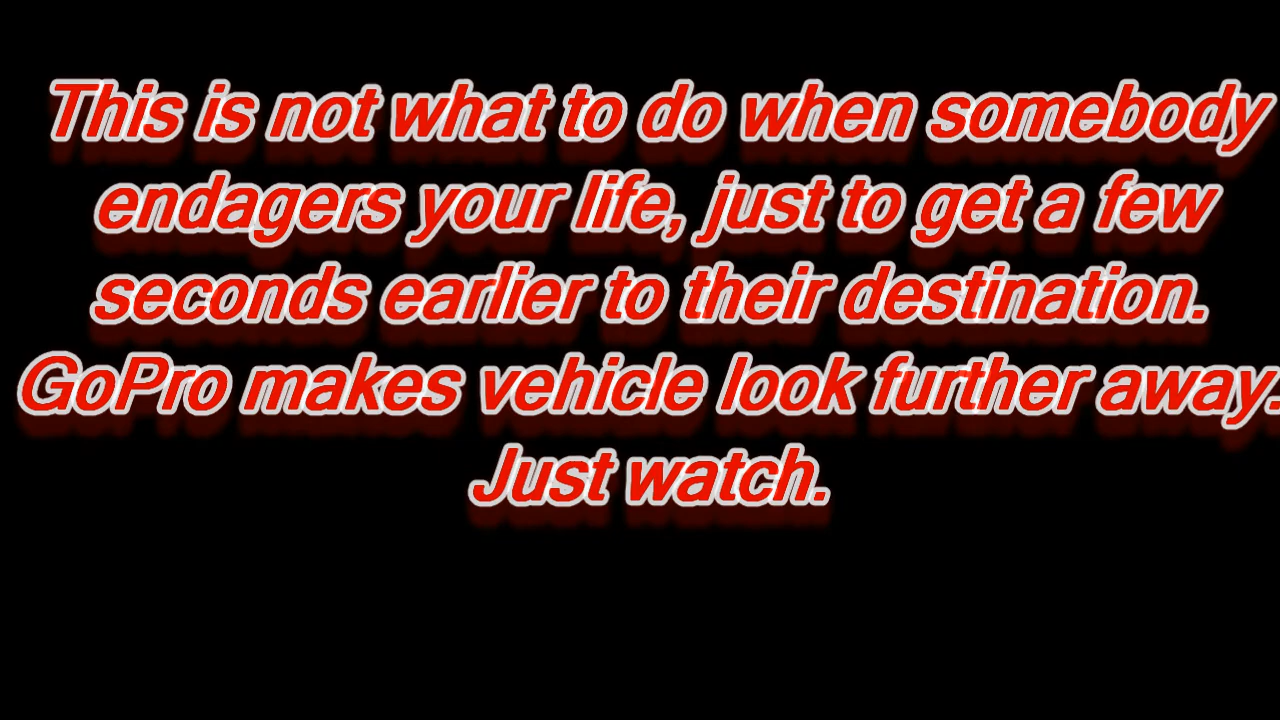 This is not what to do when somebody
endagers your life, just to get a few
seconds earlier to their destination.
GoPro makes vehicle look further away.
Just watch.